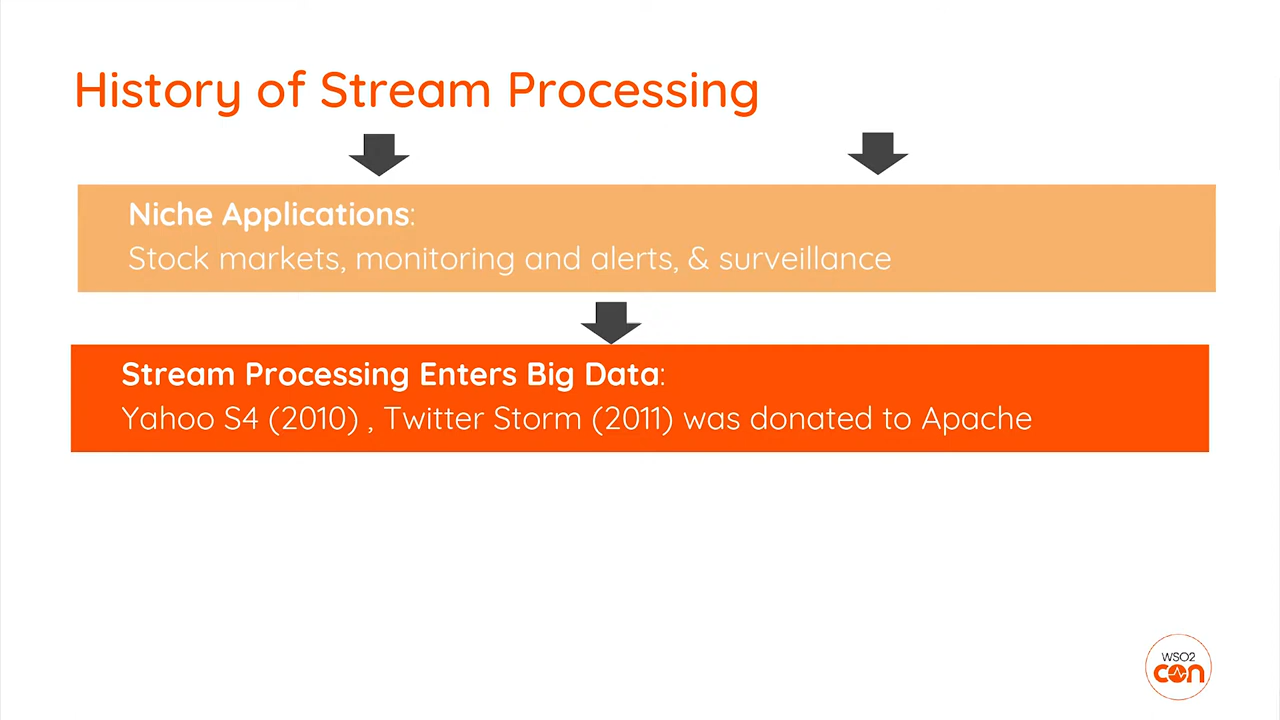 History of Stream Processing
Niche Applications:
Stock markets, monitoring and alerts, & surveillance
Stream Processing Enters Big Data:
Yahoo S4 (2010) , Twitter Storm (2011) was donated to Apache
WSO2
con